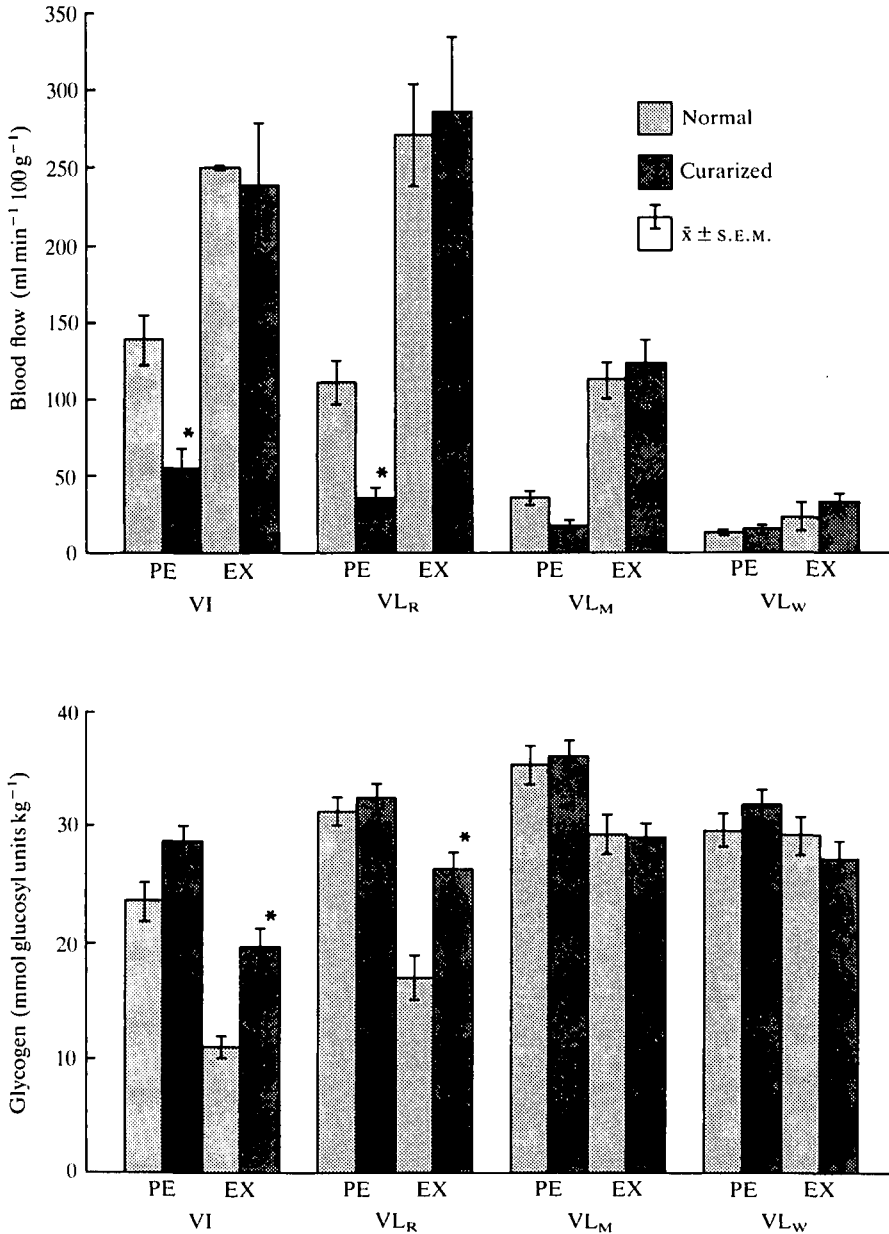 350
300
250
200
150
100
50
0
Blood flow (ml min⁻¹ 100 g⁻¹)
Normal
Curarized
x̄ ± S.E.M.
*
*
PE EX PE EX PE EX PE EX
VI VL_R VL_M VL_W
40
30
20
10
0
Glycogen (mmol glucosyl units kg⁻¹)
*
*
PE EX PE EX PE EX PE EX
VI VL_R VL_M VL_W